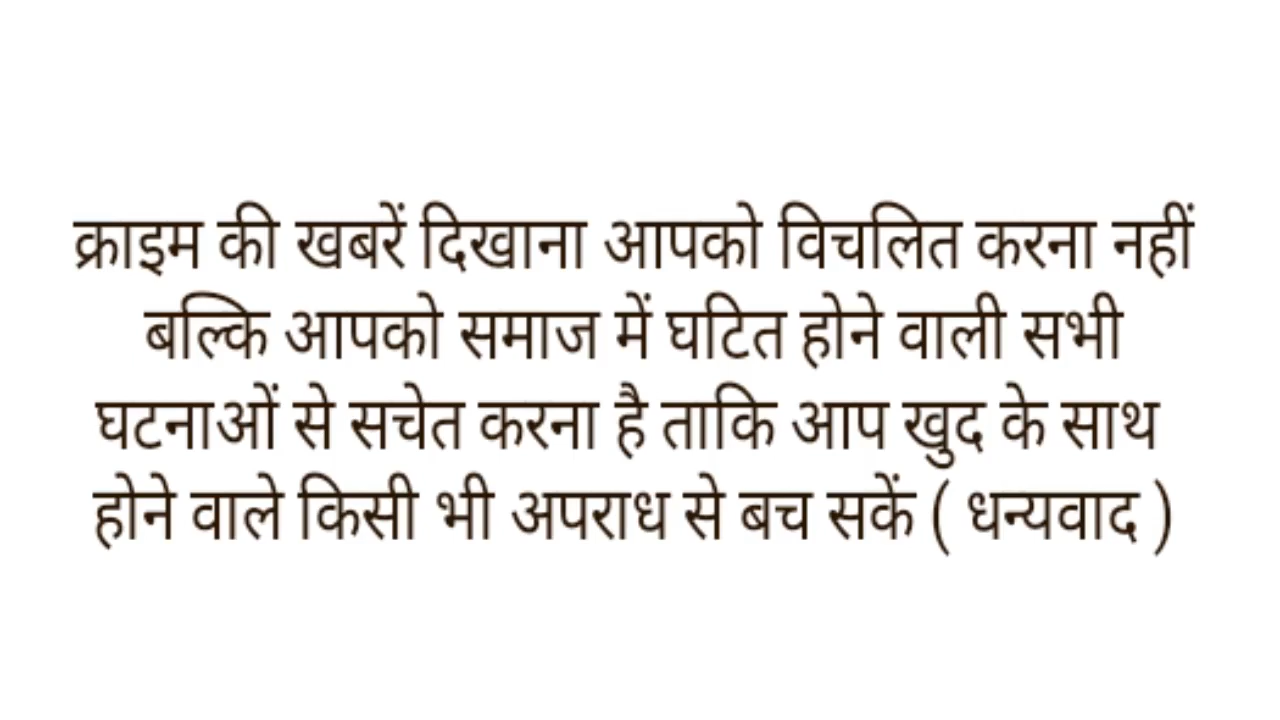 क्राइम की खबरें दिखाना आपको विचलित करना नहीं
बल्कि आपको समाज में घटित होने वाली सभी
घटनाओं से सचेत करना है ताकि आप खुद के साथ
होने वाले किसी भी अपराध से बच सकें ( धन्यवाद )